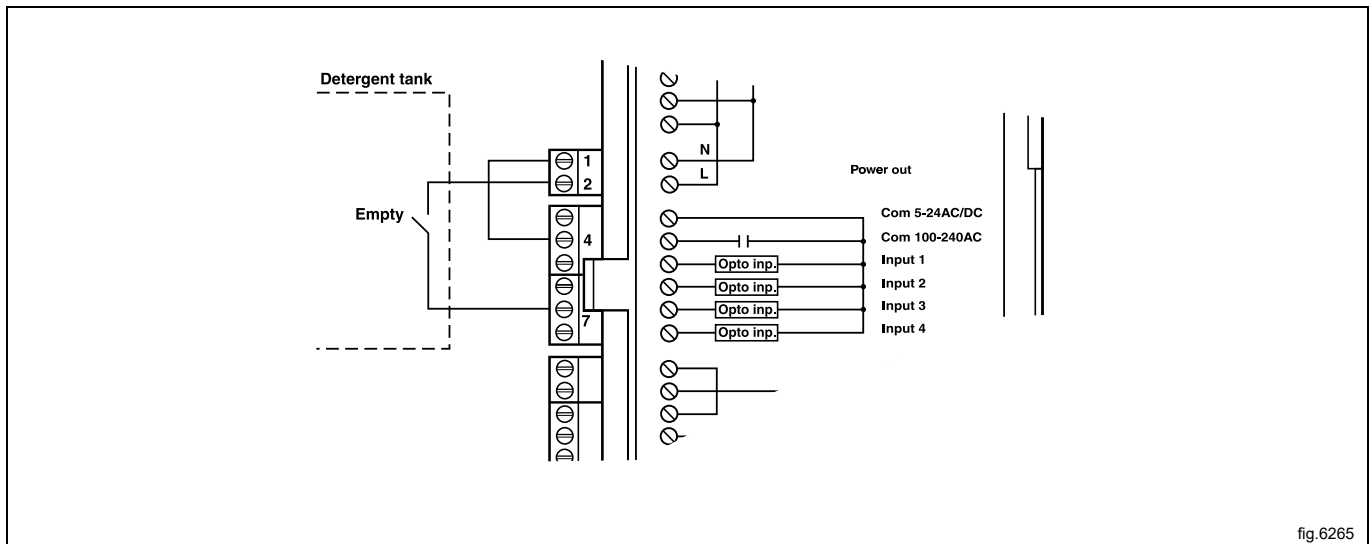 Detergent tank
1
2
Empty
4
7
N
L
Power out
Com 5-24AC/DC
Com 100-240AC
Opto inp. Input 1
Opto inp. Input 2
Opto inp. Input 3
Opto inp. Input 4
fig.6265